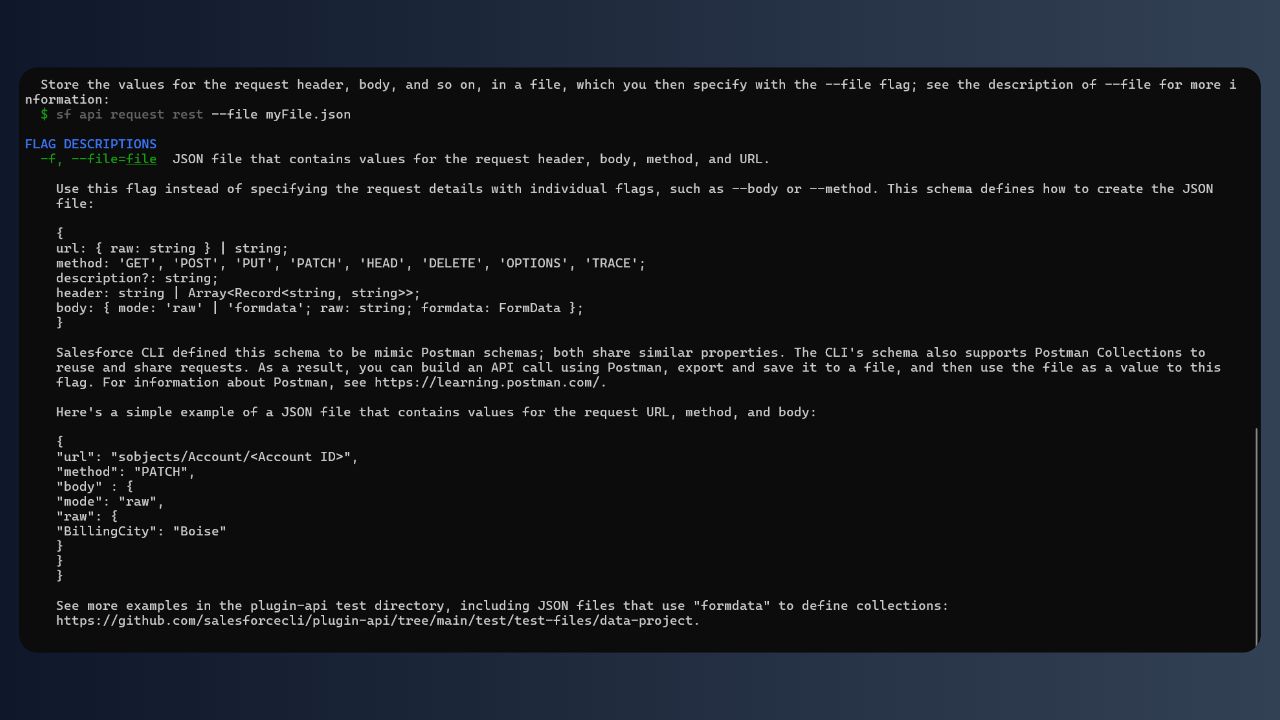 Store the values for the request header, body, and so on, in a file, which you then specify with the --file flag; see the description of --file for more i
nformation:
$ sf api request rest --file myFile.json
FLAG DESCRIPTIONS
-f, --file=file  JSON file that contains values for the request header, body, method, and URL.
Use this flag instead of specifying the request details with individual flags, such as --body or --method. This schema defines how to create the JSON
file:
{
url: { raw: string } | string;
method: 'GET', 'POST', 'PUT', 'PATCH', 'HEAD', 'DELETE', 'OPTIONS', 'TRACE';
description?: string;
header: string | Array<Record<string, string>>;
body: { mode: 'raw' | 'formdata'; raw: string; formdata: FormData };
}
Salesforce CLI defined this schema to be mimic Postman schemas; both share similar properties. The CLI's schema also supports Postman Collections to
reuse and share requests. As a result, you can build an API call using Postman, export and save it to a file, and then use the file as a value to this
flag. For information about Postman, see https://learning.postman.com/.
Here's a simple example of a JSON file that contains values for the request URL, method, and body:
{
"url": "sobjects/Account/<Account ID>",
"method": "PATCH",
"body" : {
"mode": "raw",
"raw": {
"BillingCity": "Boise"
}
}
}
See more examples in the plugin-api test directory, including JSON files that use "formdata" to define collections:
https://github.com/salesforcecli/plugin-api/tree/main/test/test-files/data-project.